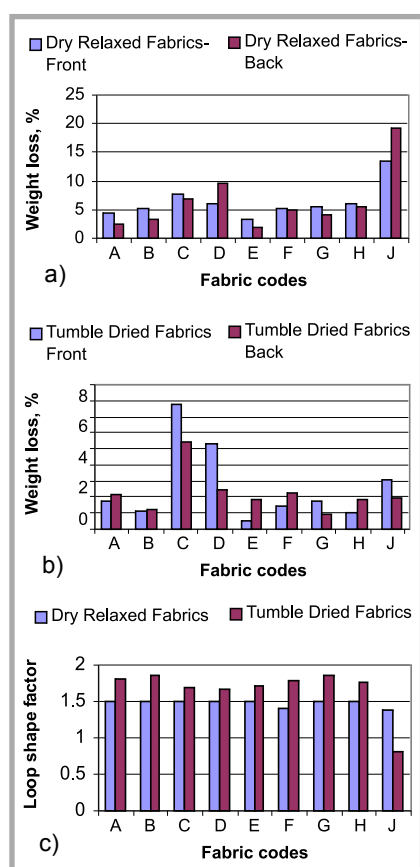 Dry Relaxed Fabrics- Dry Relaxed Fabrics-
Front Back
25
20
15
10
5
0
Weight loss, %
A B C D E F G H J
a)
Fabric codes
Tumble Dried Fabrics Tumble Dried Fabrics
Front Back
8
6
4
2
0
Weight loss, %
A B C D E F G H J
b)
Fabric codes
Dry Relaxed Fabrics Tumble Dried Fabrics
2
1.5
1
0.5
0
Loop shape factor
A B C D E F G H J
c)
Fabric codes